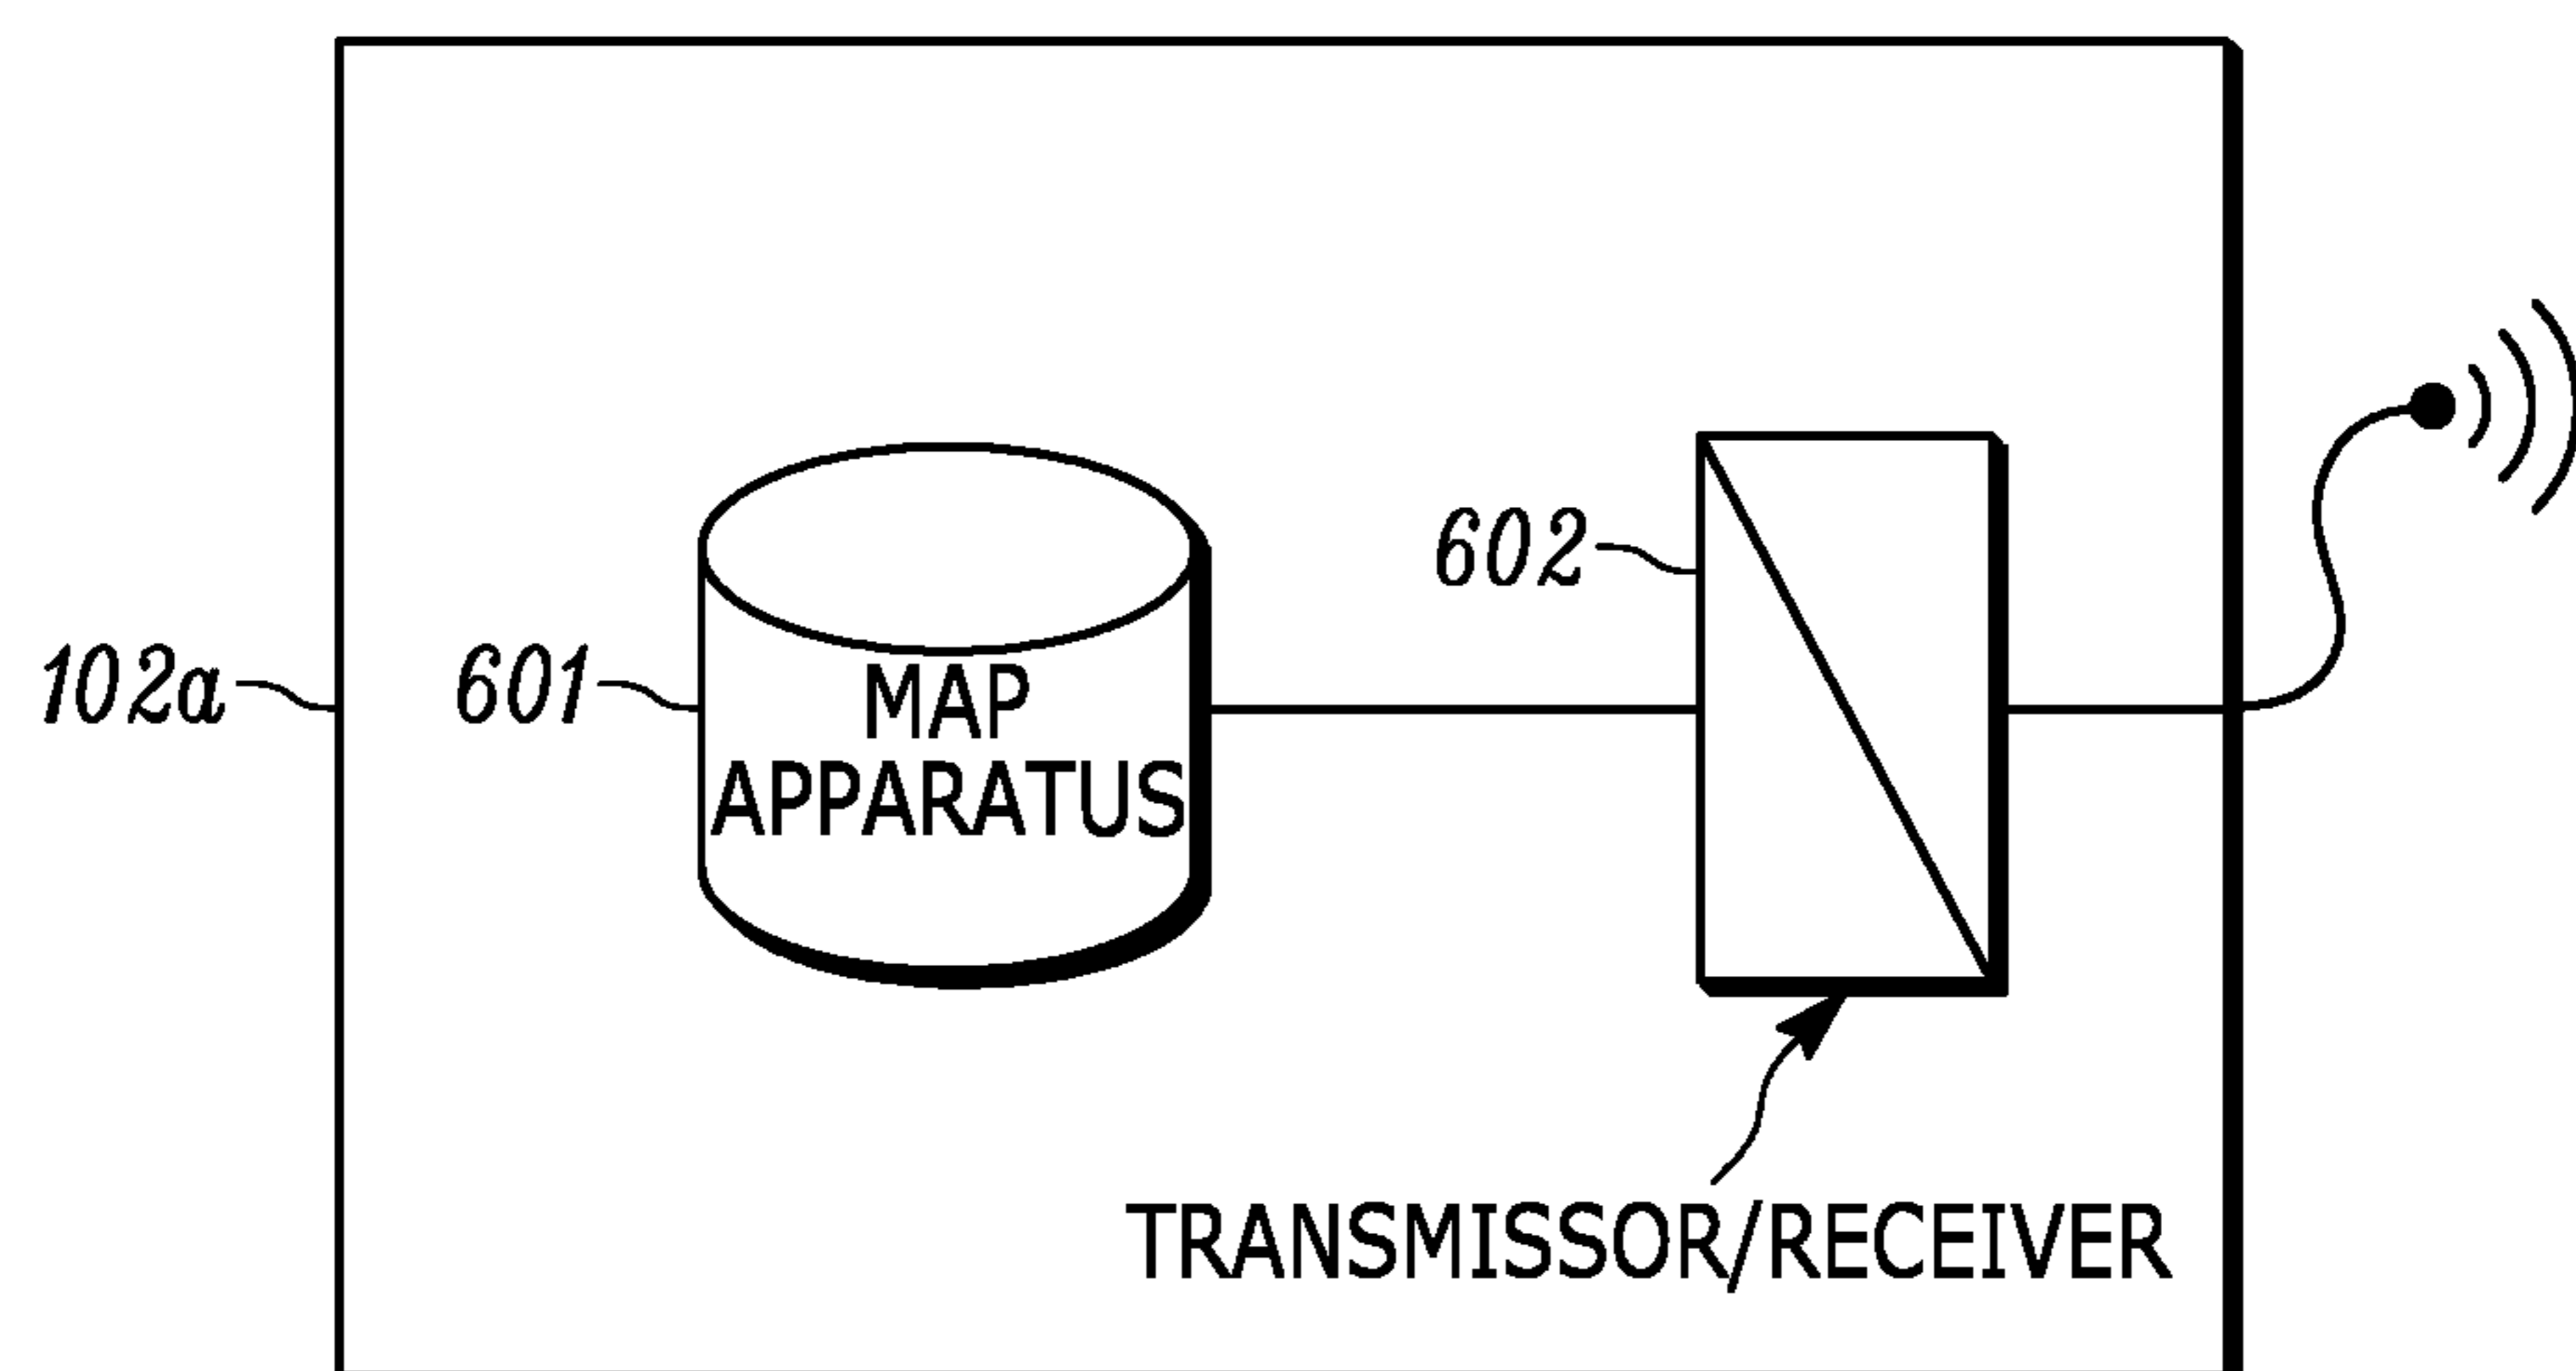 602
102a
601
MAP
APPARATUS
TRANSMISSOR/RECEIVER